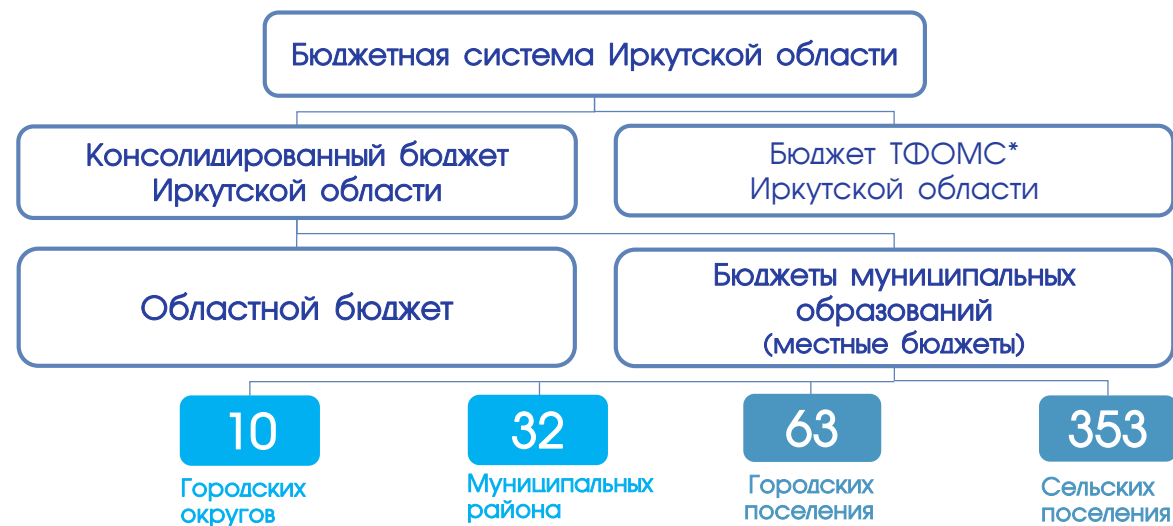 Бюджетная система Иркутской области
Консолидированный бюджет
Иркутской области
Бюджет ТФОМС*
Иркутской области
Областной бюджет
Бюджеты муниципальных
образований
(местные бюджеты)
10
Городских
округов
32
Муниципальных
района
63
Городских
поселения
353
Сельских
поселения